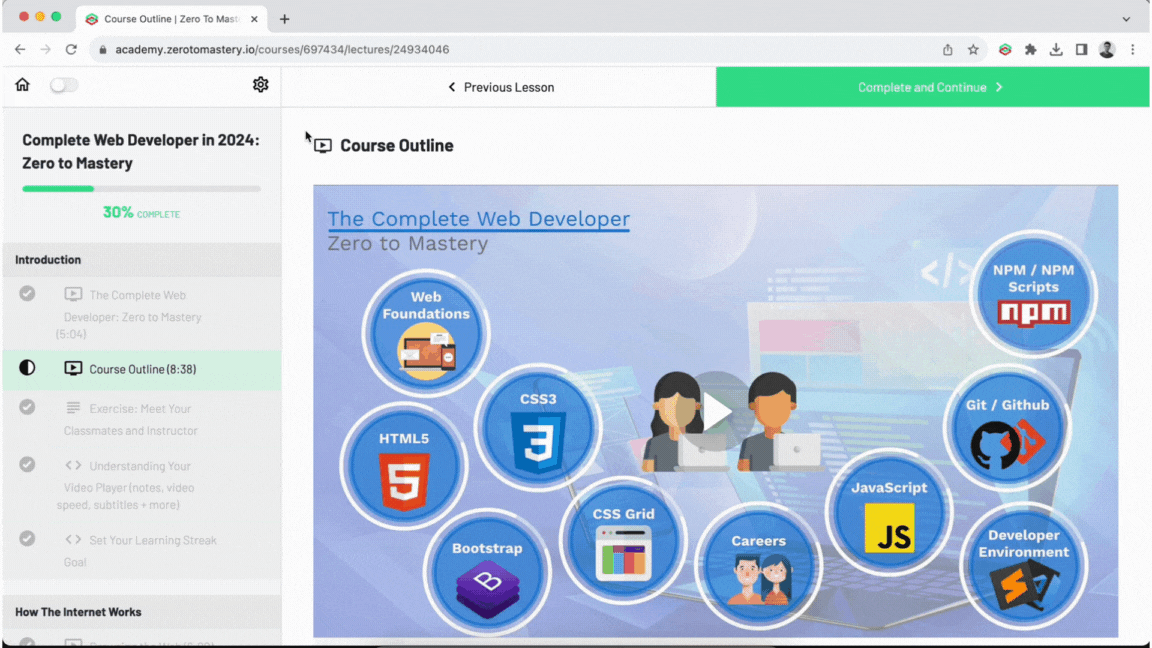 Course Outline | Zero To Mast
academy.zerotomastery.io/courses/697434/lectures/24934046
Previous Lesson
Complete and Continue
Complete Web Developer in 2024:
Zero to Mastery
30% COMPLETE
Introduction
The Complete Web
Developer: Zero to Mastery
(5:04)
Course Outline (8:38)
Exercise: Meet Your
Classmates and Instructor
Understanding Your
Video Player (notes, video
speed, subtitles + more)
Set Your Learning Streak
Goal
How The Internet Works
Course Outline
The Complete Web Developer
Zero to Mastery
Web
Foundations
NPM / NPM
Scripts
npm
CSS3
3
Git / Github
HTML5
5
JavaScript
JS
CSS Grid
Careers
Developer
Environment
Bootstrap
B